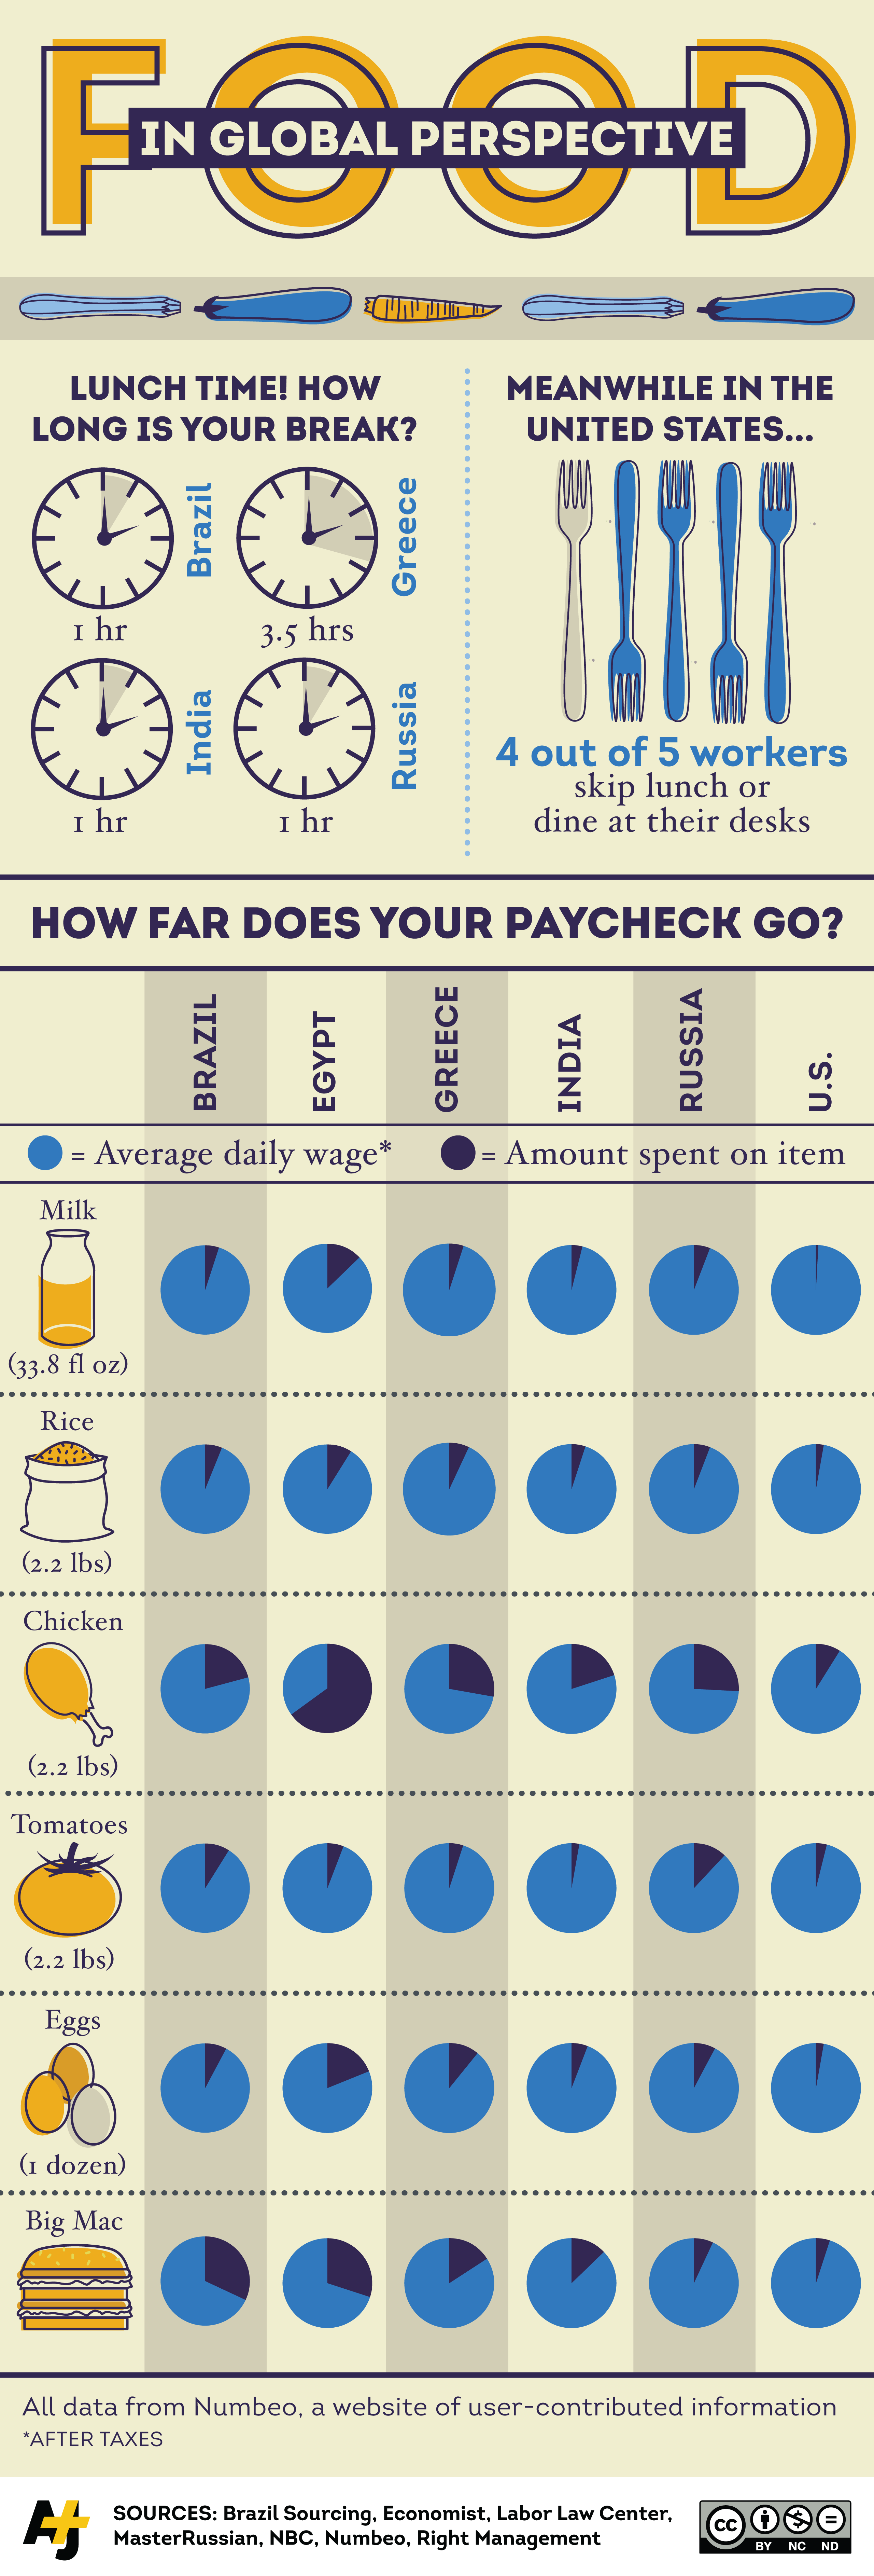 FOOD
IN GLOBAL PERSPECTIVE
LUNCH TIME! HOW
LONG IS YOUR BREAK?
Brazil
1 hr
Greece
3.5 hrs
India
1 hr
Russia
1 hr
MEANWHILE IN THE
UNITED STATES...
4 out of 5 workers
skip lunch or
dine at their desks
HOW FAR DOES YOUR PAYCHECK GO?
BRAZIL
EGYPT
GREECE
INDIA
RUSSIA
U.S.
= Average daily wage*
= Amount spent on item
Milk
(33.8 fl oz)
Rice
(2.2 lbs)
Chicken
(2.2 lbs)
Tomatoes
(2.2 lbs)
Eggs
(1 dozen)
Big Mac
All data from Numbeo, a website of user-contributed information
*AFTER TAXES
AJ+
SOURCES: Brazil Sourcing, Economist, Labor Law Center,
MasterRussian, NBC, Numbeo, Right Management
CC
BY NC ND